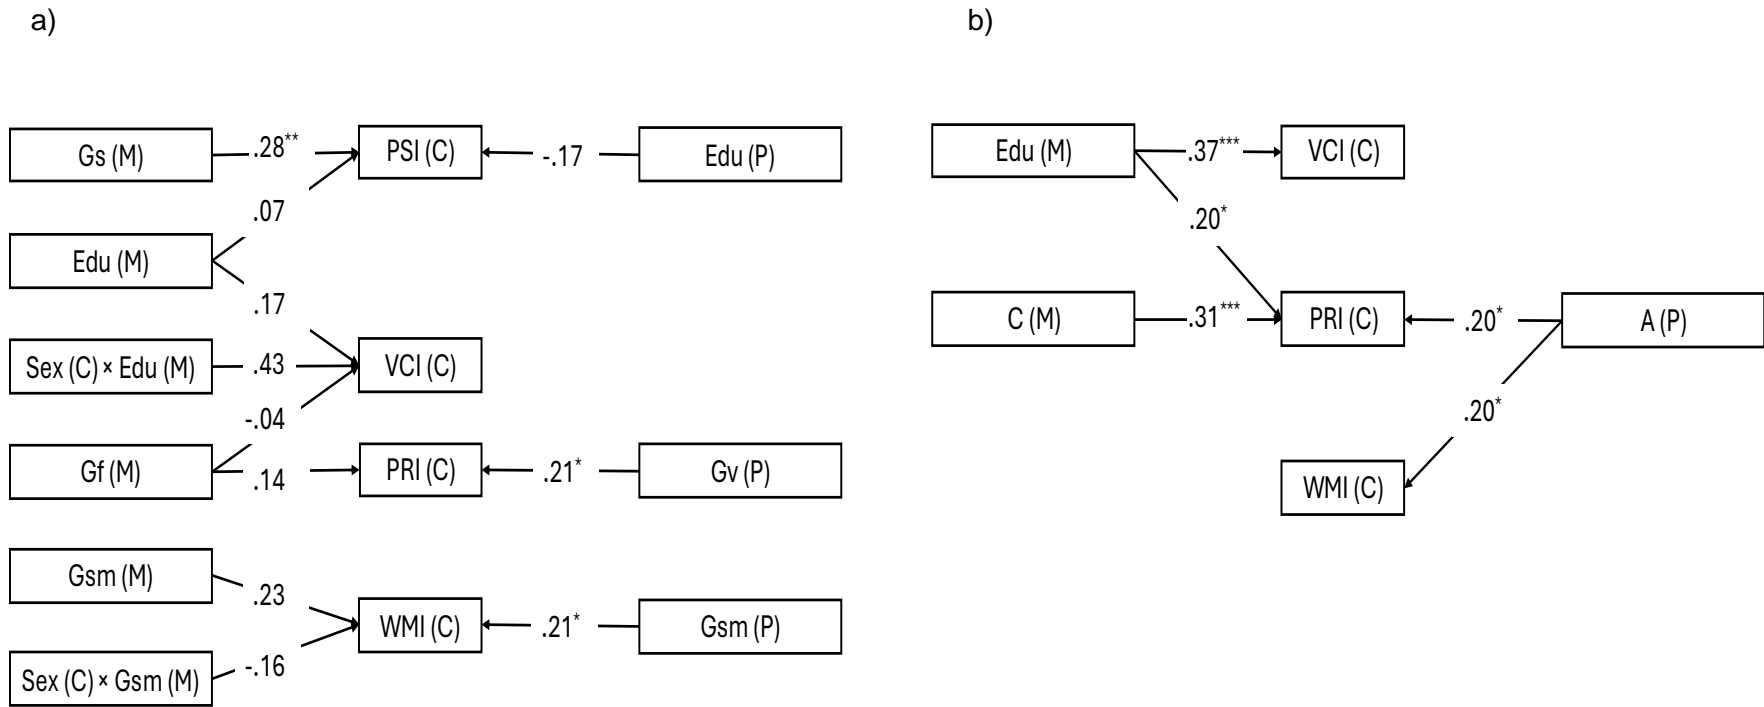 a)
b)
Gs (M)
.28**
PSI (C)
-.17
Edu (P)
.07
Edu (M)
.17
Sex (C) × Edu (M)
.43
VCI (C)
-.04
Gf (M)
.14
PRI (C)
.21*
Gv (P)
Gsm (M)
.23
WMI (C)
.21*
Gsm (P)
-.16
Sex (C) × Gsm (M)
Edu (M)
.37***
VCI (C)
.20*
C (M)
.31***
PRI (C)
.20*
A (P)
.20*
WMI (C)